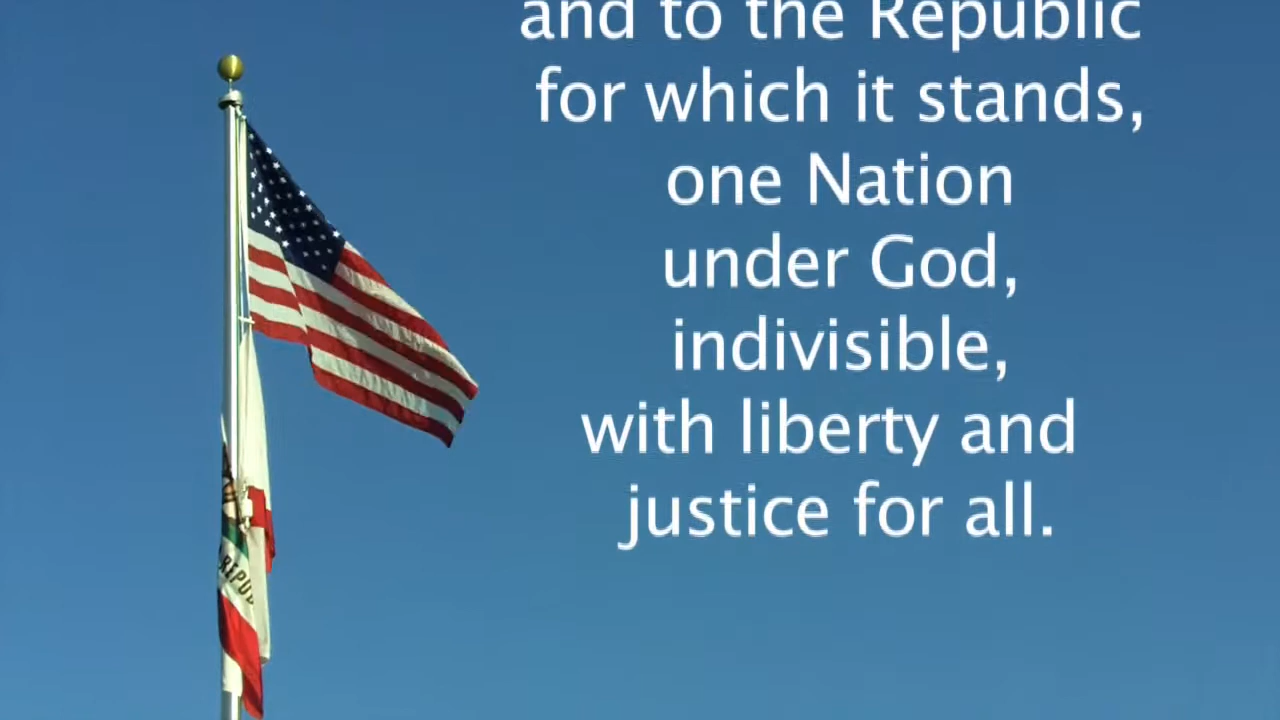 and to the Republic
for which it stands,
one Nation
under God,
indivisible,
with liberty and
justice for all.
REPU